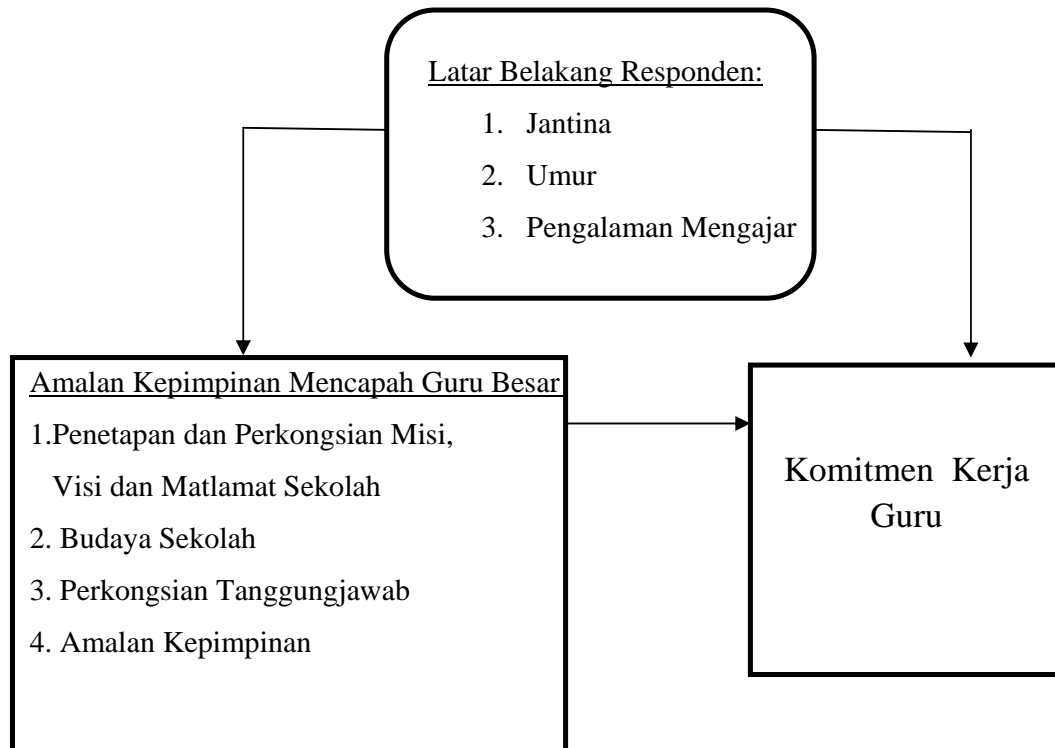 Latar Belakang Responden:
1. Jantina
2. Umur
3. Pengalaman Mengajar
Amalan Kepimpinan Mencapah Guru Besar
1.Penetapan dan Perkongsian Misi,
Visi dan Matlamat Sekolah
2. Budaya Sekolah
3. Perkongsian Tanggungjawab
4. Amalan Kepimpinan
Komitmen Kerja
Guru